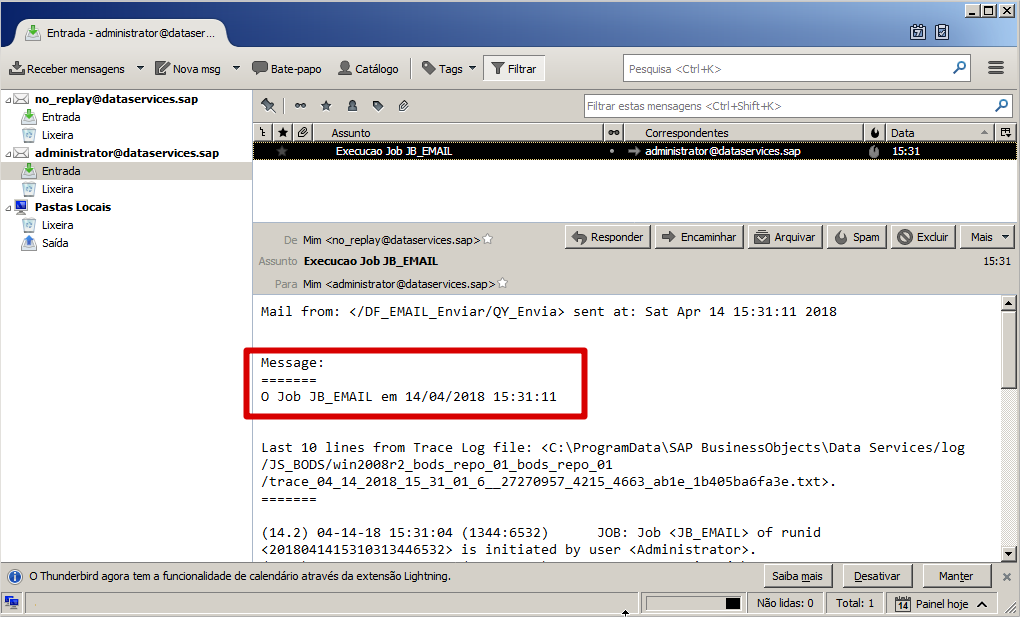 Entrada - administrator@dataser...
Receber mensagens
Nova msg
Bate-papo
Catálogo
Tags
Filtrar
Pesquisa <Ctrl+K>
no_replay@dataservices.sap
Entrada
Lixeira
administrator@dataservices.sap
Entrada
Lixeira
Pastas Locais
Lixeira
Saída
Filtrar estas mensagens <Ctrl+Shift+K>
Assunto
Correspondentes
Data
Execucao Job JB_EMAIL
administrator@dataservices.sap
15:31
De Mim <no_replay@dataservices.sap>
Responder
Encaminhar
Arquivar
Spam
Excluir
Mais
Assunto Execucao Job JB_EMAIL
15:31
Para Mim <administrator@dataservices.sap>
Mail from: </DF_EMAIL_Enviar/QY_Envia> sent at: Sat Apr 14 15:31:11 2018
Message:
=======
O Job JB_EMAIL em 14/04/2018 15:31:11
Last 10 lines from Trace Log file: <C:\ProgramData\SAP BusinessObjects\Data Services/log
/JS_BODS/win2008r2_bods_repo_01_bods_repo_01
/trace_04_14_2018_15_31_01_6__27270957_4215_4663_ab1e_1b405ba6fa3e.txt>.
=======
(14.2) 04-14-18 15:31:04 (1344:6532) JOB: Job <JB_EMAIL> of runid
<2018041415310313446532> is initiated by user <Administrator>.
O Thunderbird agora tem a funcionalidade de calendário através da extensão Lightning.
Saiba mais
Desativar
Manter
Não lidas: 0
Total: 1
14
Painel hoje